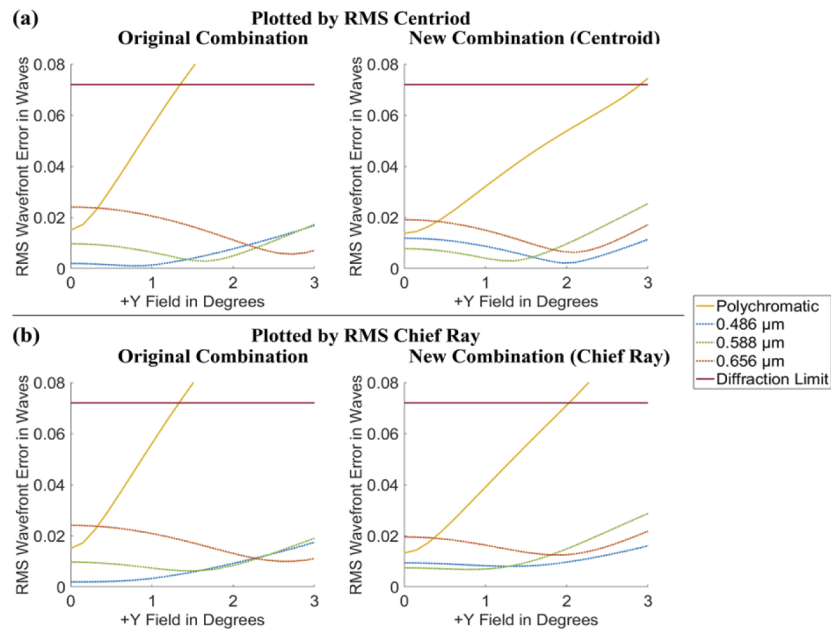 (a)
Plotted by RMS Centriod
Original Combination
New Combination (Centroid)
RMS Wavefront Error in Waves
0.08
0.06
0.04
0.02
0
0 1 2 3
+Y Field in Degrees
RMS Wavefront Error in Waves
0.08
0.06
0.04
0.02
0
0 1 2 3
+Y Field in Degrees
Polychromatic
0.486 µm
0.588 µm
0.656 µm
Diffraction Limit
(b)
Plotted by RMS Chief Ray
Original Combination
New Combination (Chief Ray)
RMS Wavefront Error in Waves
0.08
0.06
0.04
0.02
0
0 1 2 3
+Y Field in Degrees
RMS Wavefront Error in Waves
0.08
0.06
0.04
0.02
0
0 1 2 3
+Y Field in Degrees